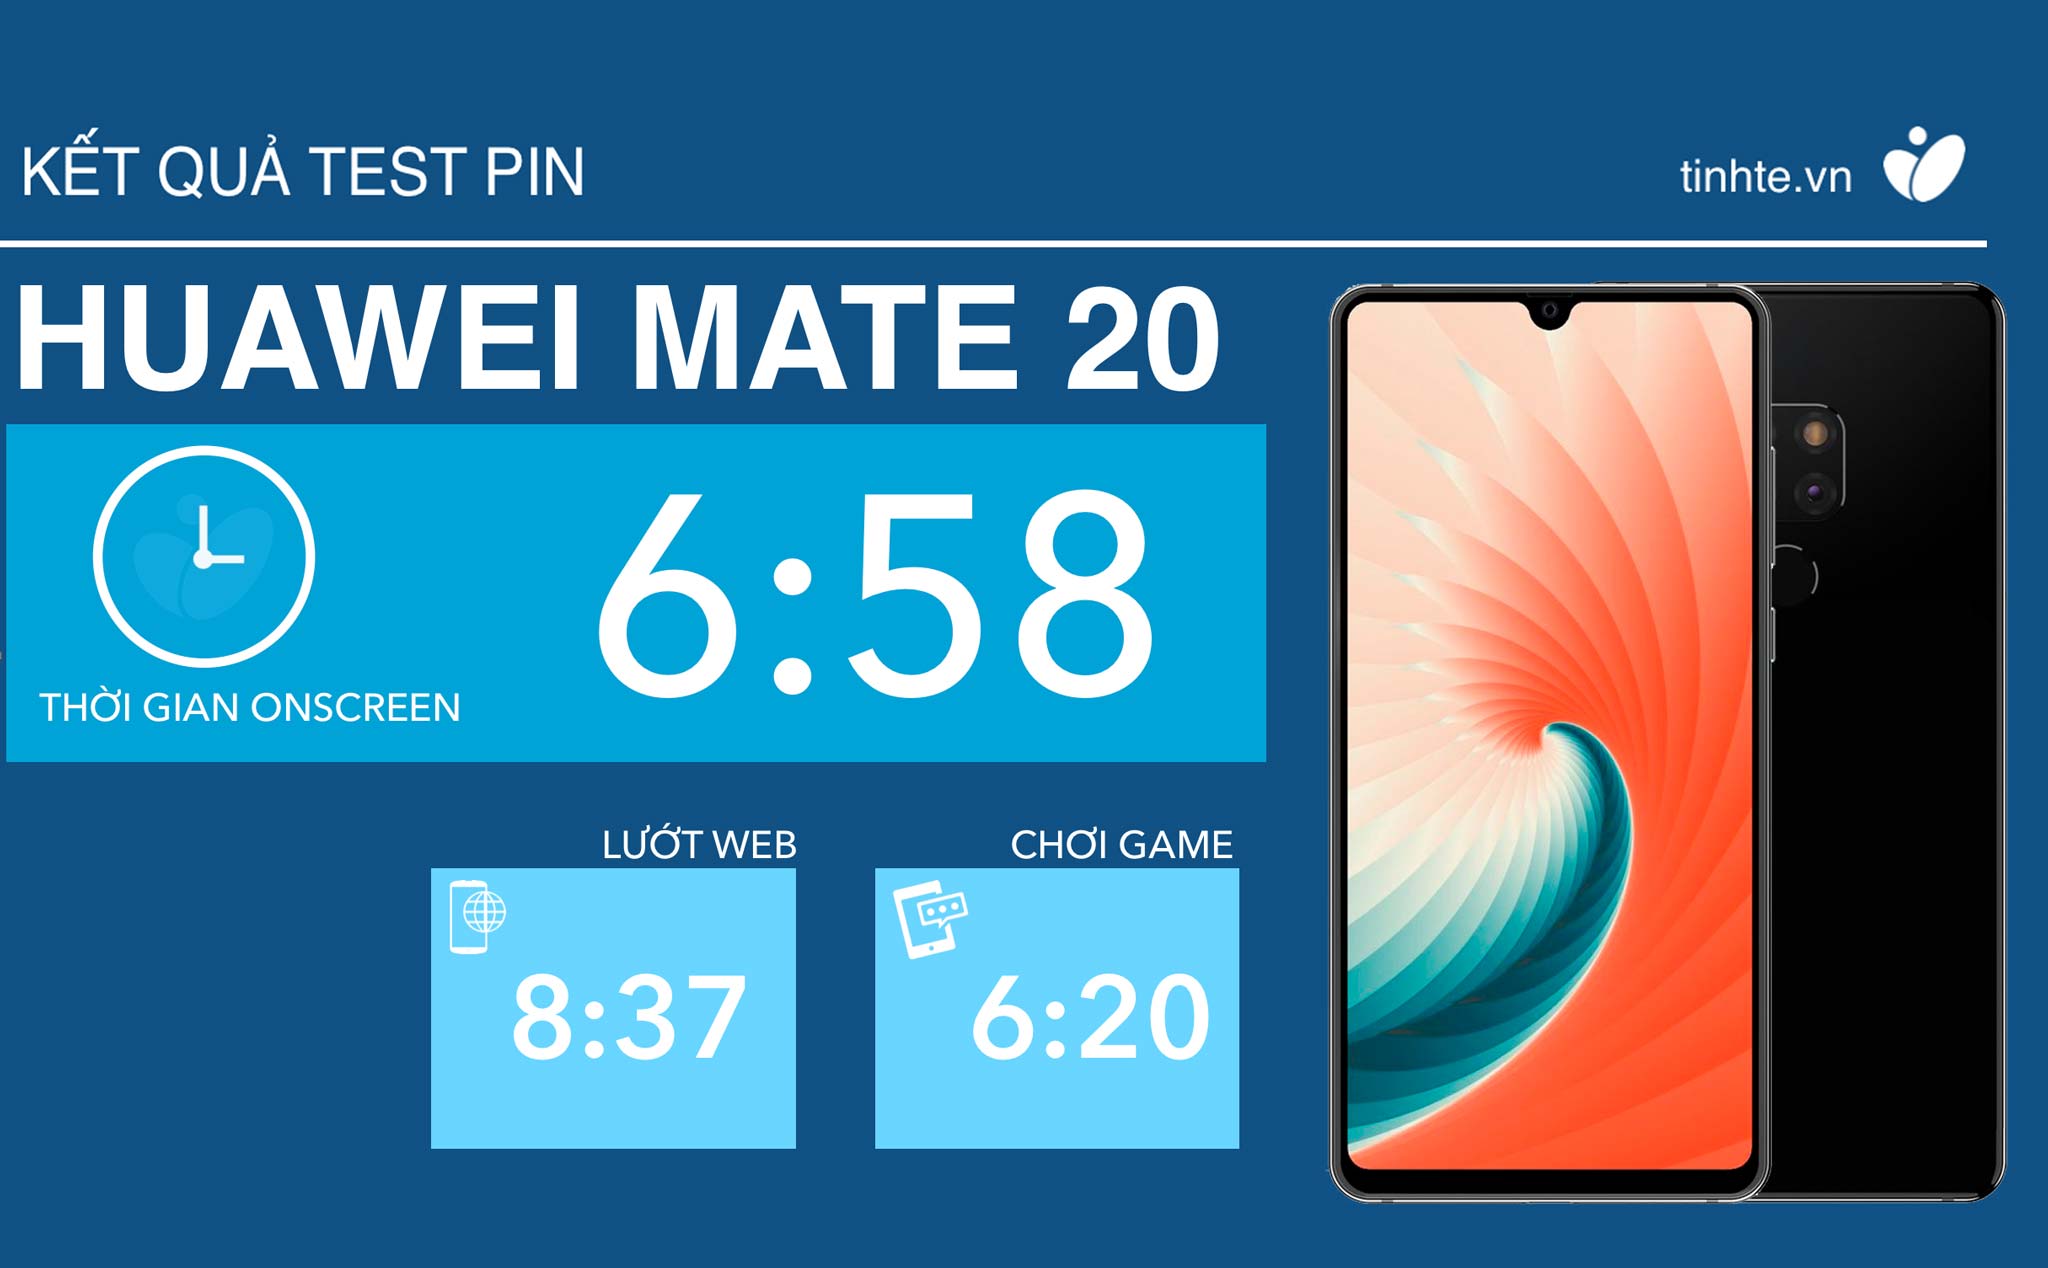 KẾT QUẢ TEST PIN
tinhte.vn
HUAWEI MATE 20
6:58
THỜI GIAN ONSCREEN
LƯỚT WEB
8:37
CHƠI GAME
6:20